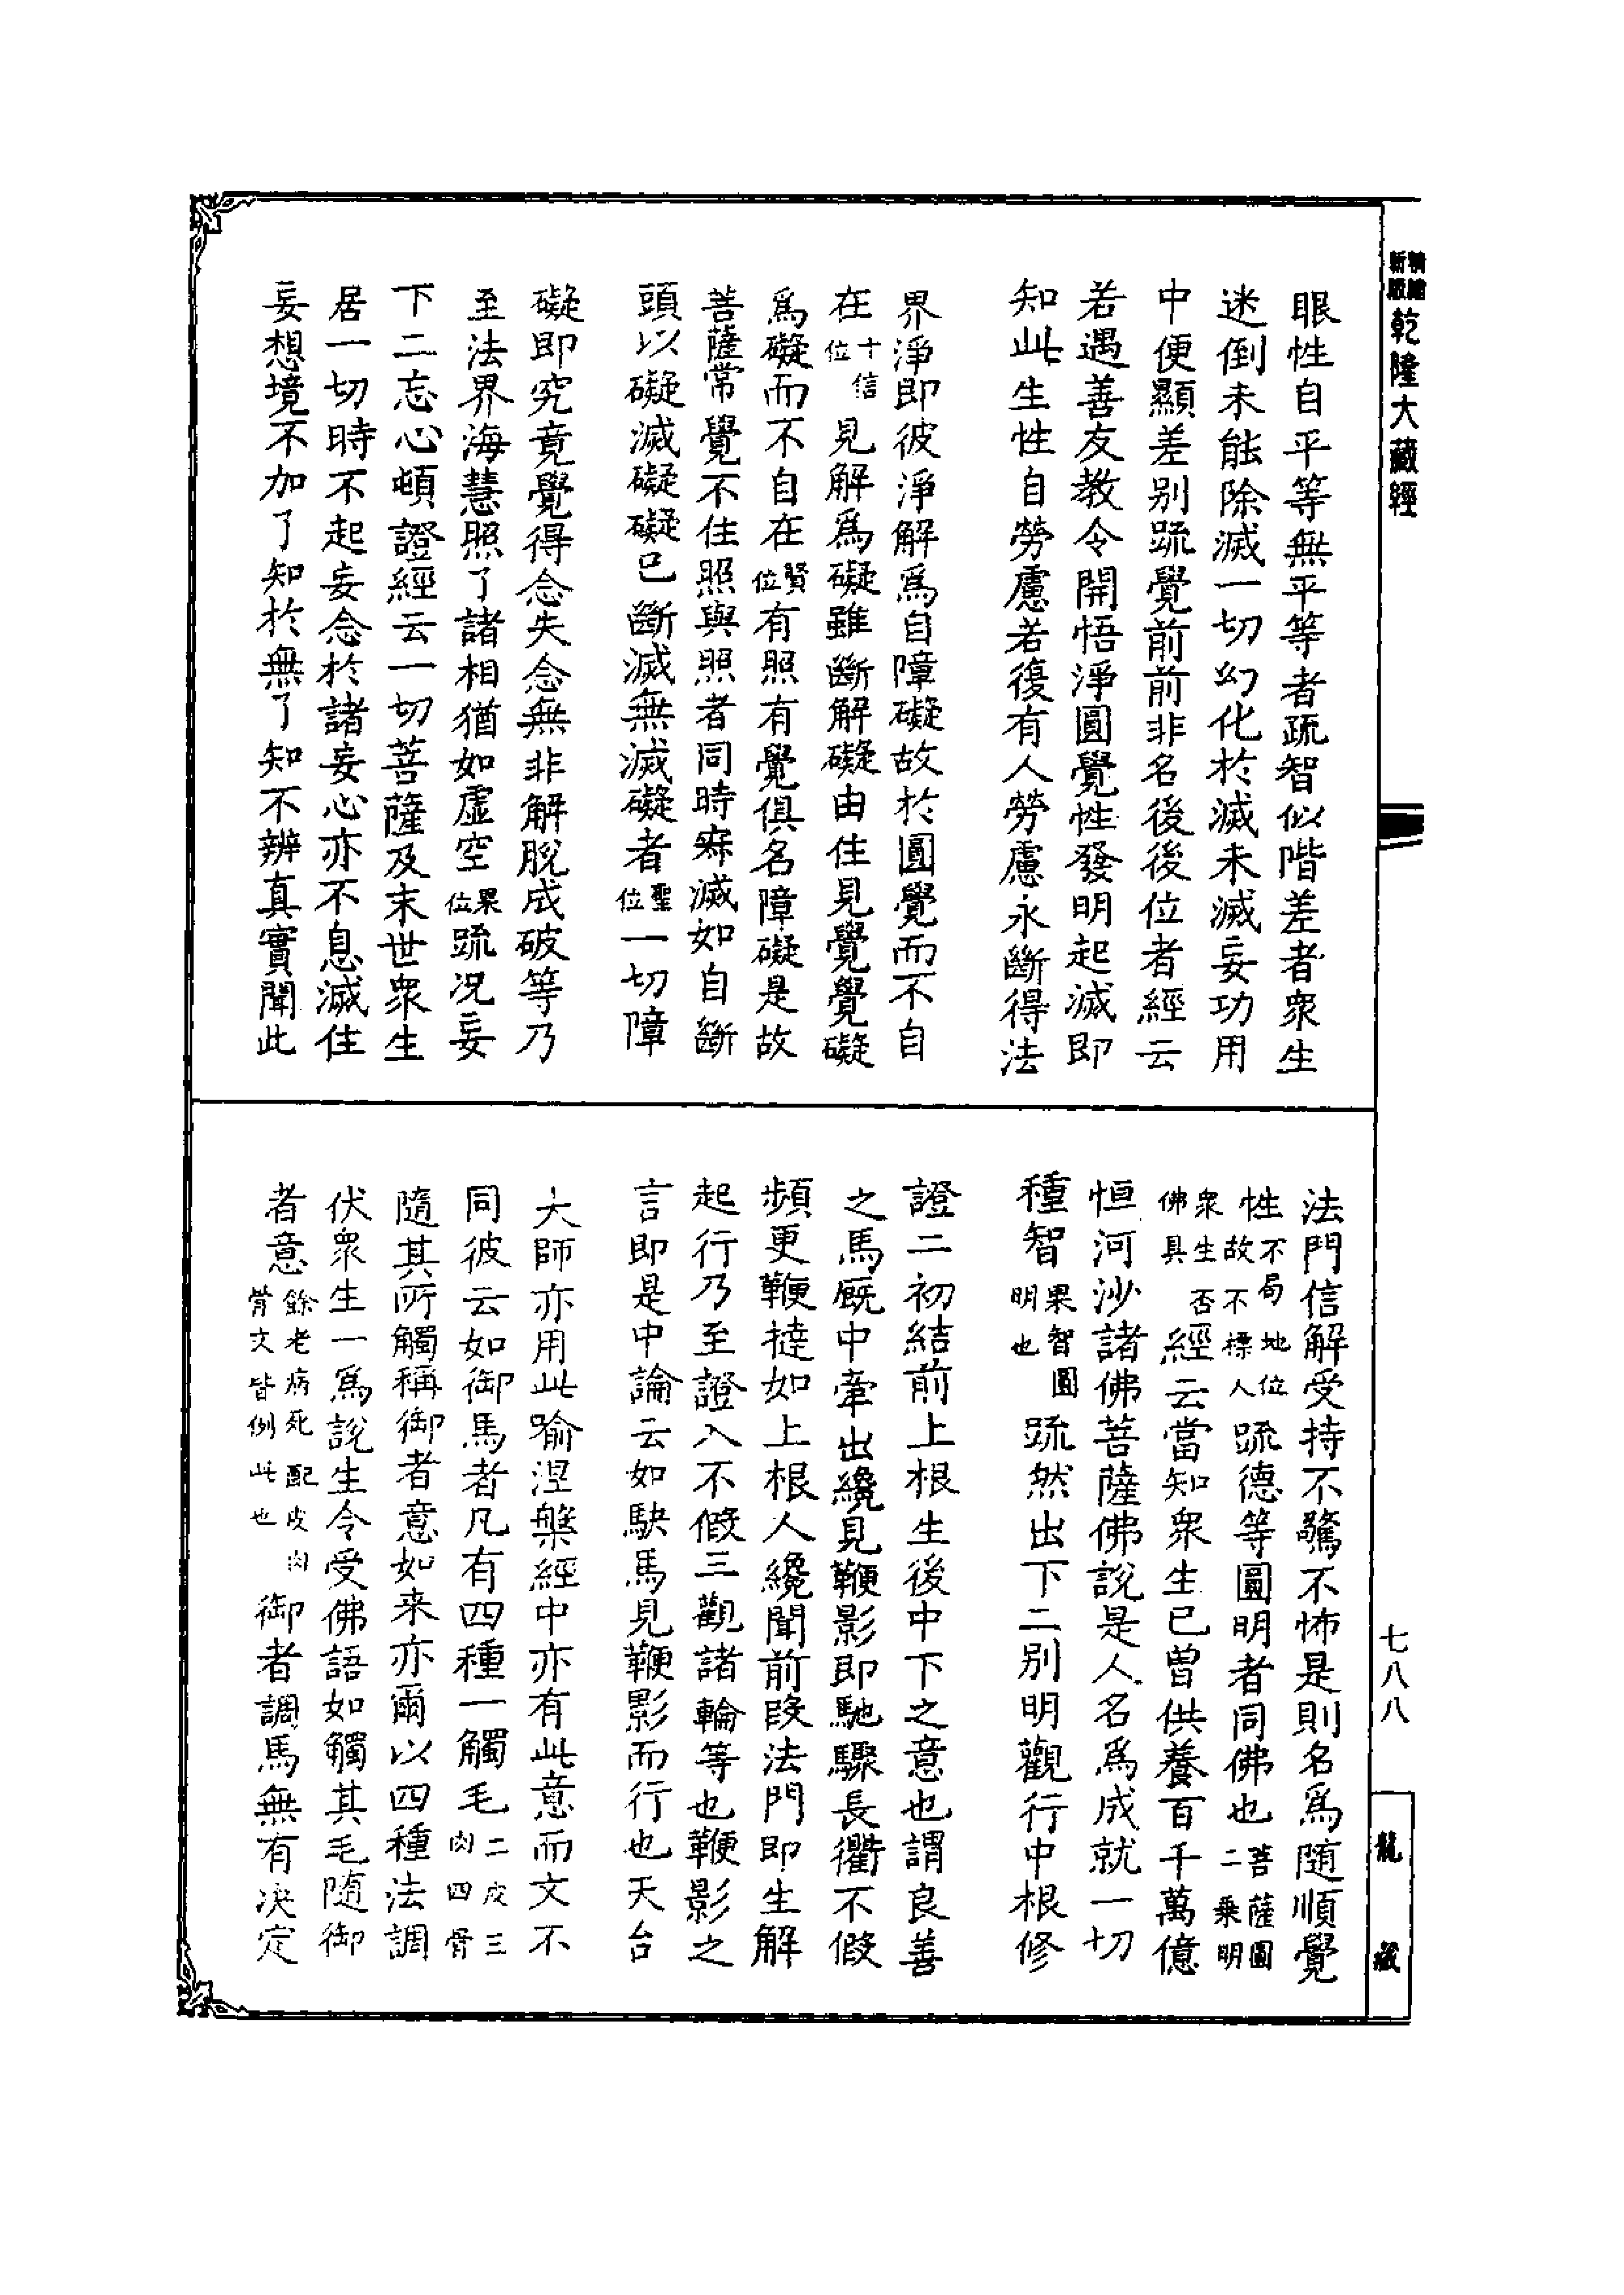 新編縮版 乾隆大藏經
眼性自平等無平等者䟽智似階差者衆生
迷倒未能除滅一切幻化於滅未滅妄功用
中便顯差别䟽覺前前非名後後位者經云
若遇善友教令開悟淨圓覺性發明起滅即
知此生性自勞慮若復有人勞慮永斷得法
界淨即彼淨解爲自障礙故於圓覺而不自
在十信位見解爲礙雖斷解礙由住見覺覺礙
爲礙而不自在賢位有照有覺俱名障礙是故
菩薩常覺不住照與照者同時寂滅如自斷
頭以礙滅礙礙已斷滅無滅礙者聖位一切障
礙即究竟覺得念失念無非解脫成破等乃
至法界海慧照了諸相猶如虛空果位䟽況妄
下二忘心頓證經云一切菩薩及末世衆生
居一切時不起妄念於諸妄心亦不息滅住
妄想境不加了知於無了知不辨真實聞此
法門信解受持不驚不怖是則名爲隨順覺
性不局地位故不標人衆生否佛具經云當知衆生已曾供養百千萬億
䟽德等圓明者同佛也菩薩圓二乗明
恒河沙諸佛菩薩佛說是人名爲成就一切
種智果智圓明也䟽然出下二别明觀行中根修
證二初結前上根生後中下之意也謂良善
之馬厩中牽出纔見鞭影即馳驟長衢不假
頻更鞭撻如上根人纔聞前段法門即生解
起行乃至證入不假三觀諸輪等也鞭影之
言即是中論云如駃馬見鞭影而行也天台
大師亦用此喻涅槃經中亦有此意而文不
同彼云如御馬者凡有四種一觸毛二皮三肉四骨
隨其所觸稱御者意如来亦爾以四種法調
伏衆生一爲說生令受佛語如觸其毛隨御
者意餘老病死配皮肉骨文皆例此也御者調馬無有决定
七八八
龍藏